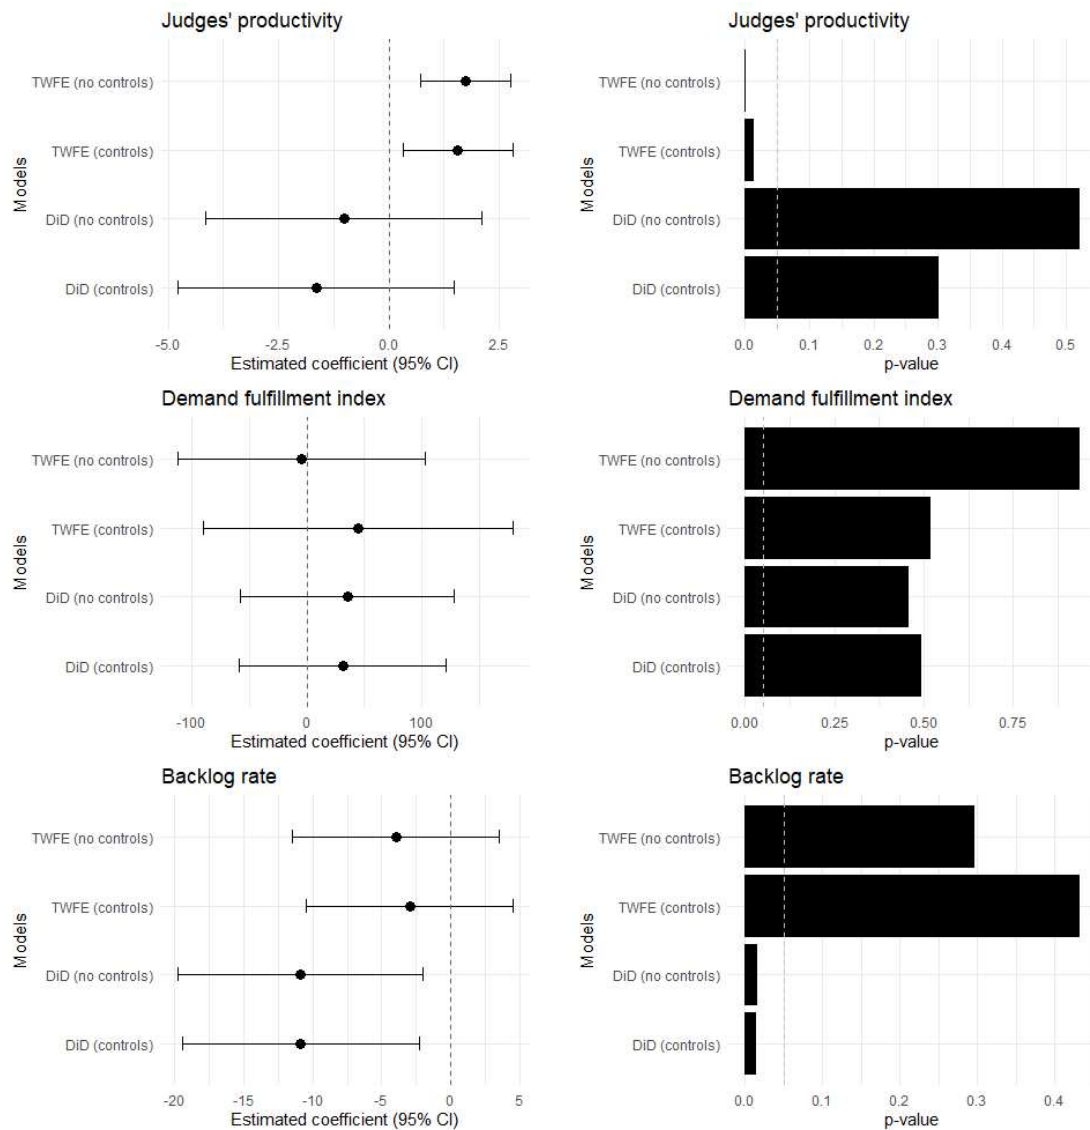 Judges' productivity
Models
TWFE (no controls)
TWFE (controls)
DiD (no controls)
DiD (controls)
-5.0 -2.5 0.0 2.5
Estimated coefficient (95% CI)
Judges' productivity
Models
TWFE (no controls)
TWFE (controls)
DiD (no controls)
DiD (controls)
0.0 0.1 0.2 0.3 0.4 0.5
p-value
Demand fulfillment index
Models
TWFE (no controls)
TWFE (controls)
DiD (no controls)
DiD (controls)
-100 0 100
Estimated coefficient (95% CI)
Demand fulfillment index
Models
TWFE (no controls)
TWFE (controls)
DiD (no controls)
DiD (controls)
0.00 0.25 0.50 0.75
p-value
Backlog rate
Models
TWFE (no controls)
TWFE (controls)
DiD (no controls)
DiD (controls)
-20 -15 -10 -5 0 5
Estimated coefficient (95% CI)
Backlog rate
Models
TWFE (no controls)
TWFE (controls)
DiD (no controls)
DiD (controls)
0.0 0.1 0.2 0.3 0.4
p-value